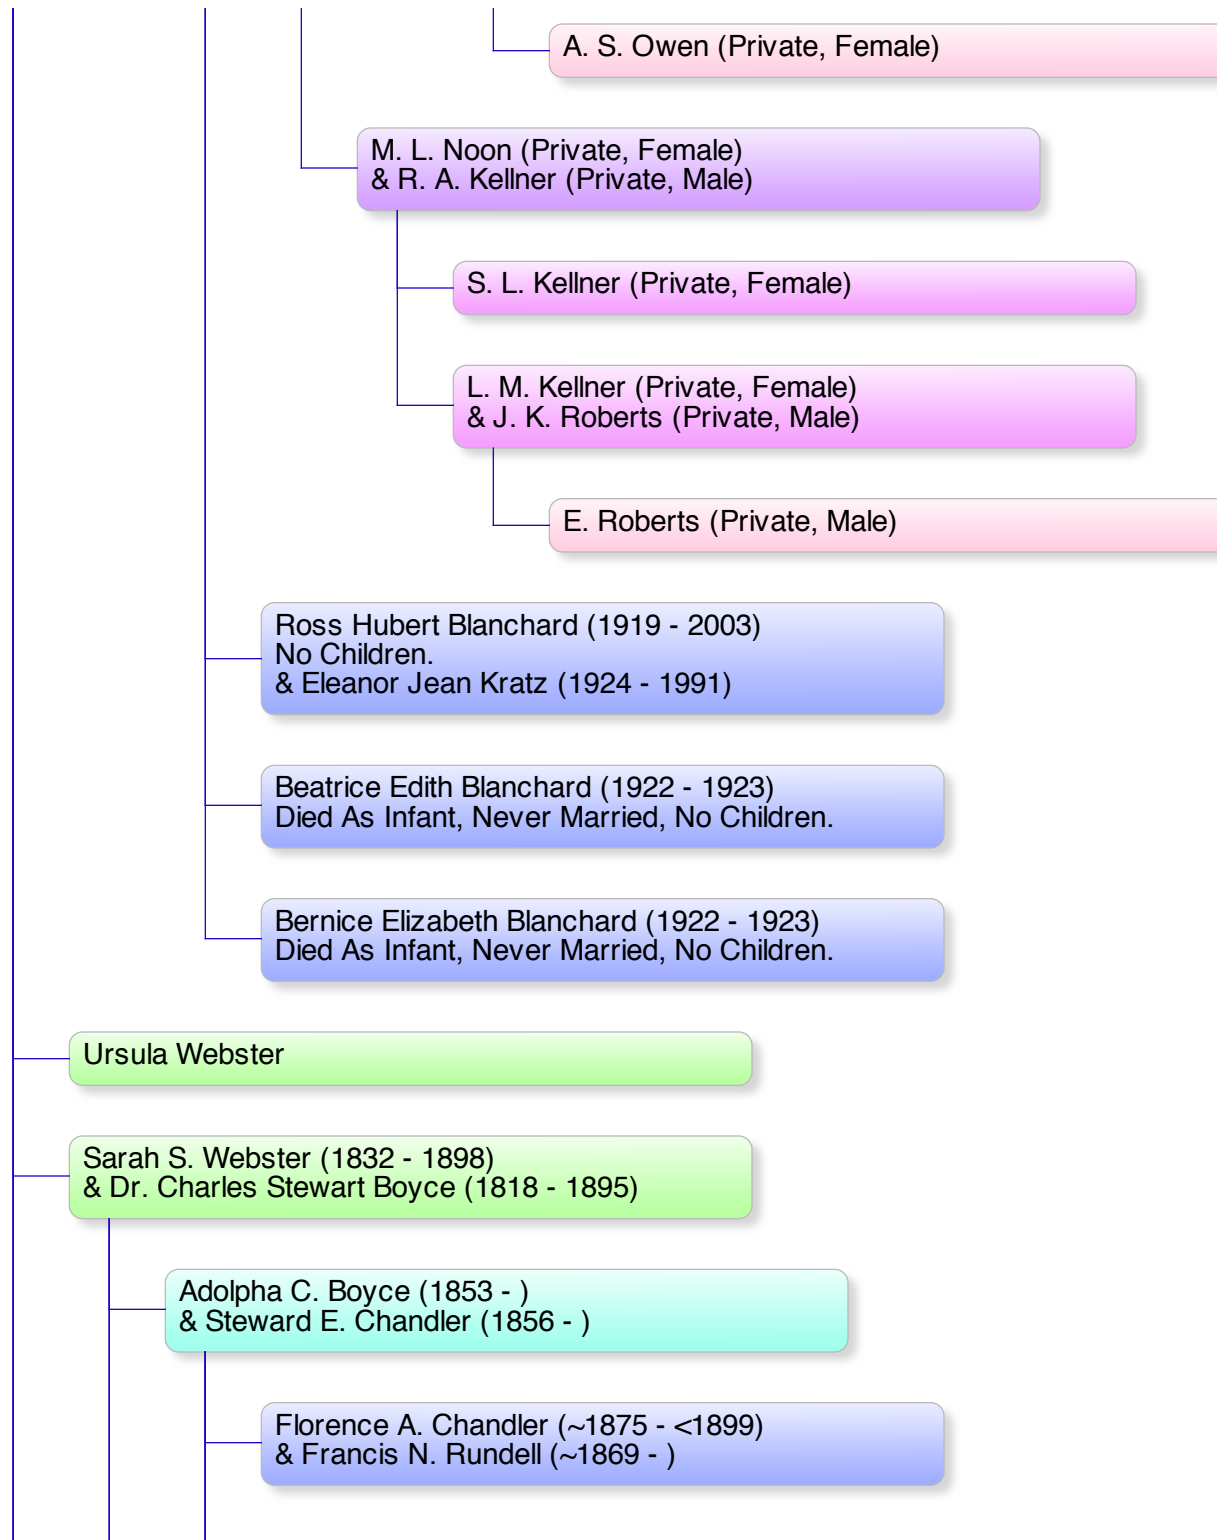 A. S. Owen (Private, Female)
M. L. Noon (Private, Female)
& R. A. Kellner (Private, Male)
S. L. Kellner (Private, Female)
L. M. Kellner (Private, Female)
& J. K. Roberts (Private, Male)
E. Roberts (Private, Male)
Ross Hubert Blanchard (1919 - 2003)
No Children.
& Eleanor Jean Kratz (1924 - 1991)
Beatrice Edith Blanchard (1922 - 1923)
Died As Infant, Never Married, No Children.
Bernice Elizabeth Blanchard (1922 - 1923)
Died As Infant, Never Married, No Children.
Ursula Webster
Sarah S. Webster (1832 - 1898)
& Dr. Charles Stewart Boyce (1818 - 1895)
Adolpha C. Boyce (1853 - )
& Steward E. Chandler (1856 - )
Florence A. Chandler (~1875 - <1899)
& Francis N. Rundell (~1869 - )